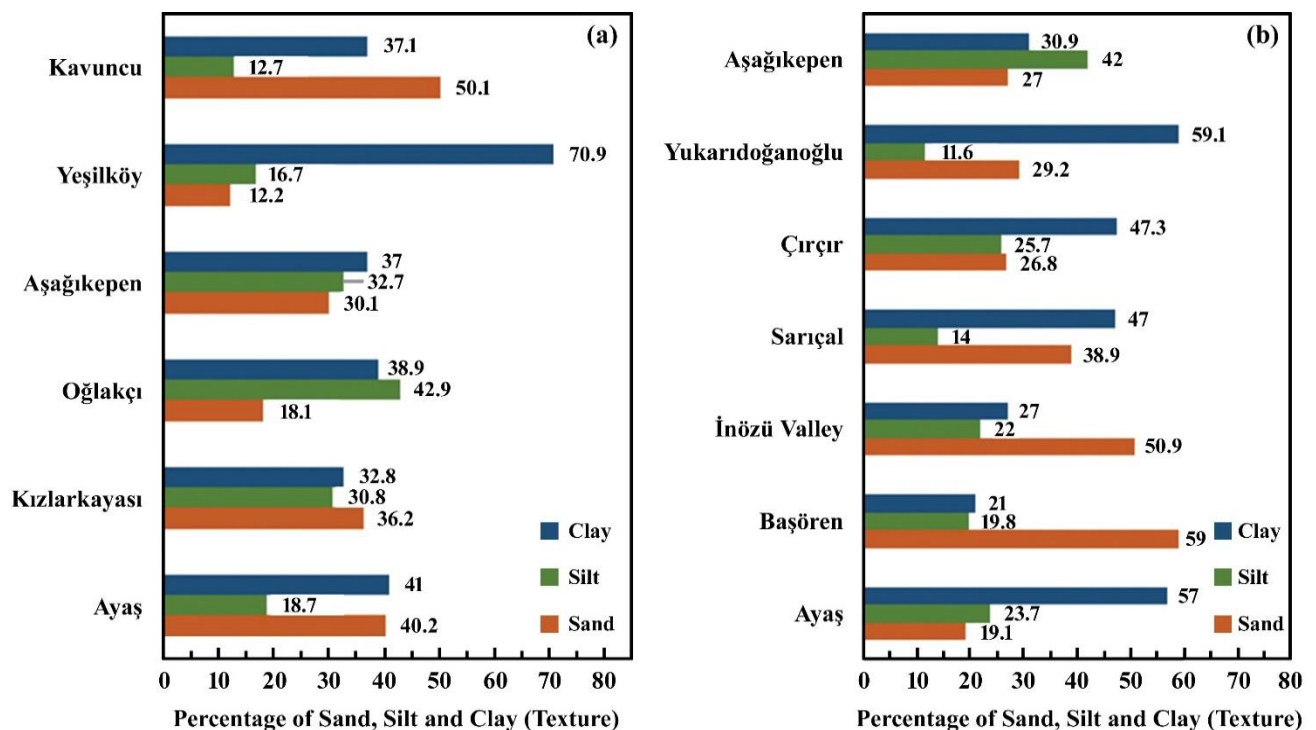 (a)
Kavuncu
37.1
12.7
50.1
Yeşilköy
70.9
16.7
12.2
Aşağıkepen
37
32.7
30.1
Oğlakçı
38.9
42.9
18.1
Kızlarkayası
32.8
30.8
36.2
Ayaş
41
18.7
40.2
Clay
Silt
Sand
0 10 20 30 40 50 60 70 80
Percentage of Sand, Silt and Clay (Texture)
(b)
Aşağıkepen
30.9
42
27
Yukarıdoğanoğlu
59.1
11.6
29.2
Çırçır
47.3
25.7
26.8
Sarıçal
47
14
38.9
İnözü Valley
27
22
50.9
Başören
21
19.8
59
Ayaş
57
23.7
19.1
Clay
Silt
Sand
0 10 20 30 40 50 60 70 80
Percentage of Sand, Silt and Clay (Texture)